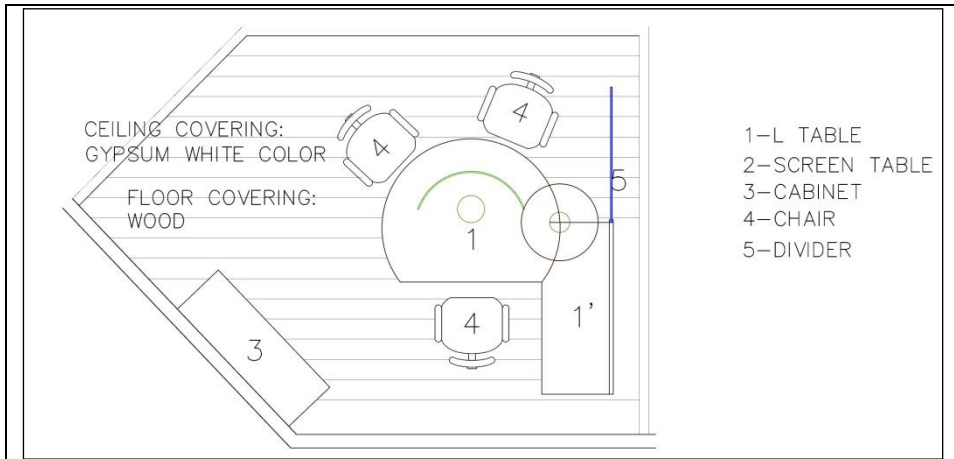 CEILING COVERING:
GYPSUM WHITE COLOR
FLOOR COVERING:
WOOD
4
4
5
1
4
1'
3
1-L TABLE
2-SCREEN TABLE
3-CABINET
4-CHAIR
5-DIVIDER